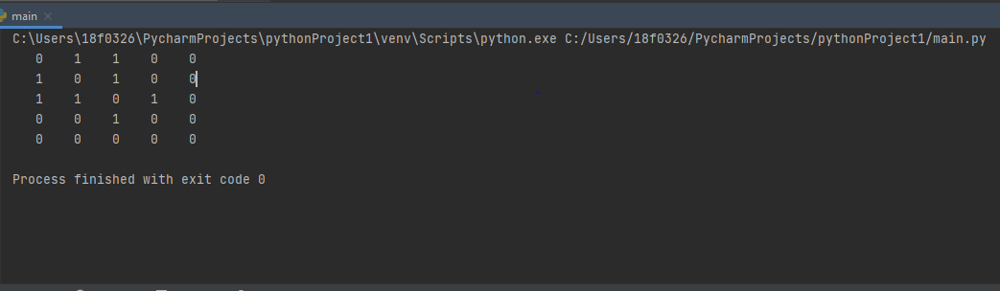 main
C:\Users\18f0326\PycharmProjects\pythonProject1\venv\Scripts\python.exe C:/Users/18f0326/PycharmProjects/pythonProject1/main.py
0 1 1 0 0
1 0 1 0 0
1 1 0 1 0
0 0 1 0 0
0 0 0 0 0
Process finished with exit code 0